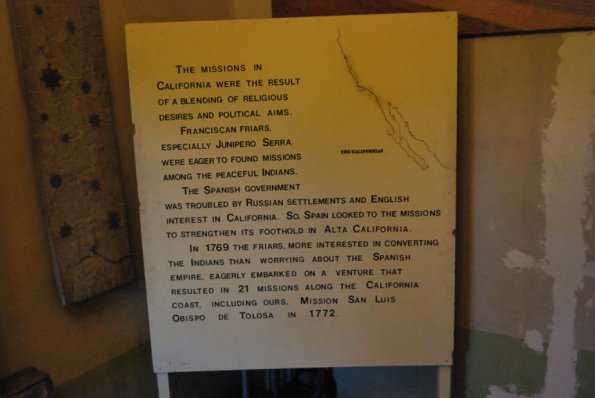 THE MISSIONS IN
CALIFORNIA WERE THE RESULT
OF A BLENDING OF RELIGIOUS
DESIRES AND POLITICAL AIMS.
FRANCISCAN FRIARS,
ESPECIALLY JUNIPERO SERRA,
WERE EAGER TO FOUND MISSIONS
AMONG THE PEACEFUL INDIANS.
THE SPANISH GOVERNMENT
WAS TROUBLED BY RUSSIAN SETTLEMENTS AND ENGLISH
INTEREST IN CALIFORNIA. SO, SPAIN LOOKED TO THE MISSIONS
TO STRENGTHEN ITS FOOTHOLD IN ALTA CALIFORNIA.
IN 1769 THE FRIARS, MORE INTERESTED IN CONVERTING
THE INDIANS THAN WORRYING ABOUT THE SPANISH
EMPIRE, EAGERLY EMBARKED ON A VENTURE THAT
RESULTED IN 21 MISSIONS ALONG THE CALIFORNIA
COAST, INCLUDING OURS, MISSION SAN LUIS
OBISPO DE TOLOSA IN 1772.
THE CALIFORNIAS